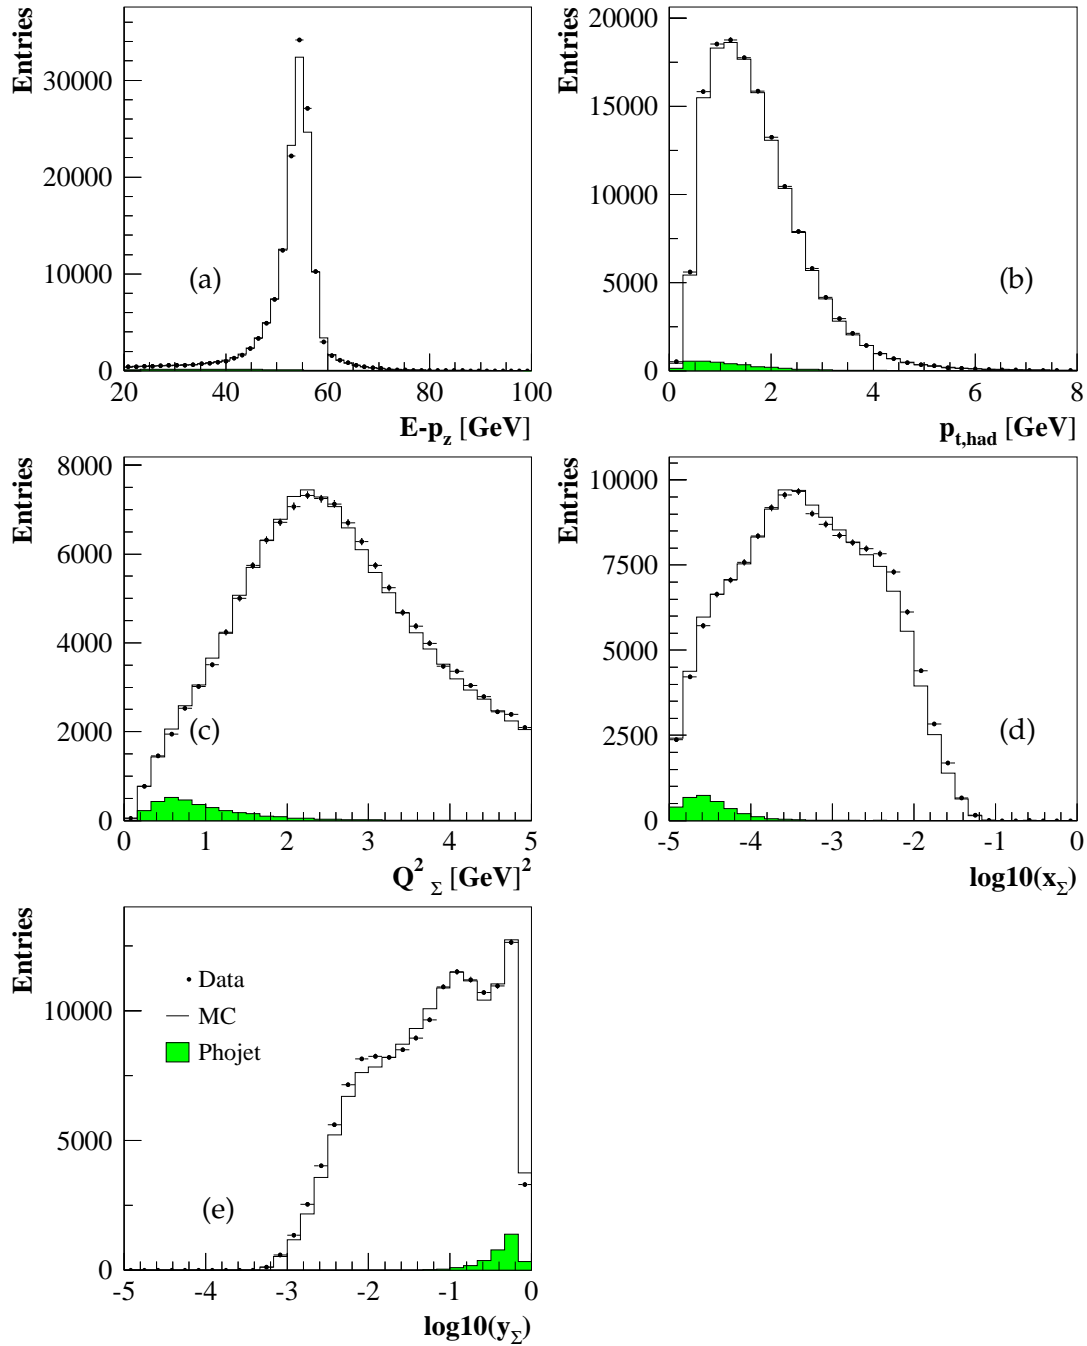 Entries
30000
20000
10000
0
(a)
20 40 60 80 100
E-p_z [GeV]
Entries
20000
15000
10000
5000
0
(b)
0 2 4 6 8
p_t,had [GeV]
Entries
8000
6000
4000
2000
0
(c)
0 1 2 3 4 5
Q²_Σ [GeV]²
Entries
10000
7500
5000
2500
0
(d)
-5 -4 -3 -2 -1 0
log10(x_Σ)
Entries
10000
5000
0
Data
MC
Phojet
(e)
-5 -4 -3 -2 -1 0
log10(y_Σ)